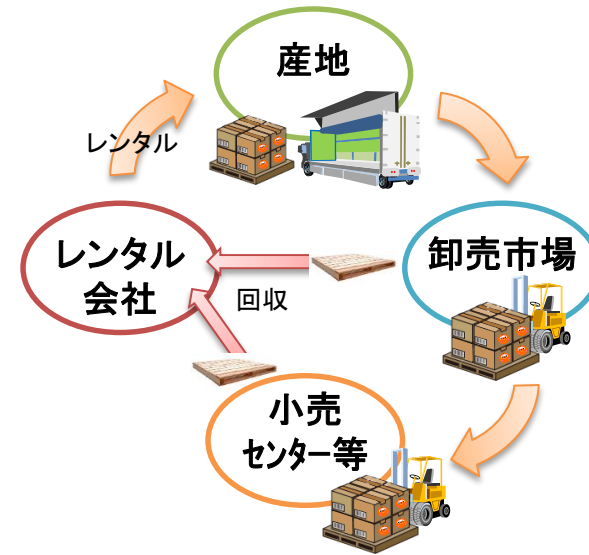 産地
レンタル
レンタル
会社
卸売市場
回収
小売
センター等